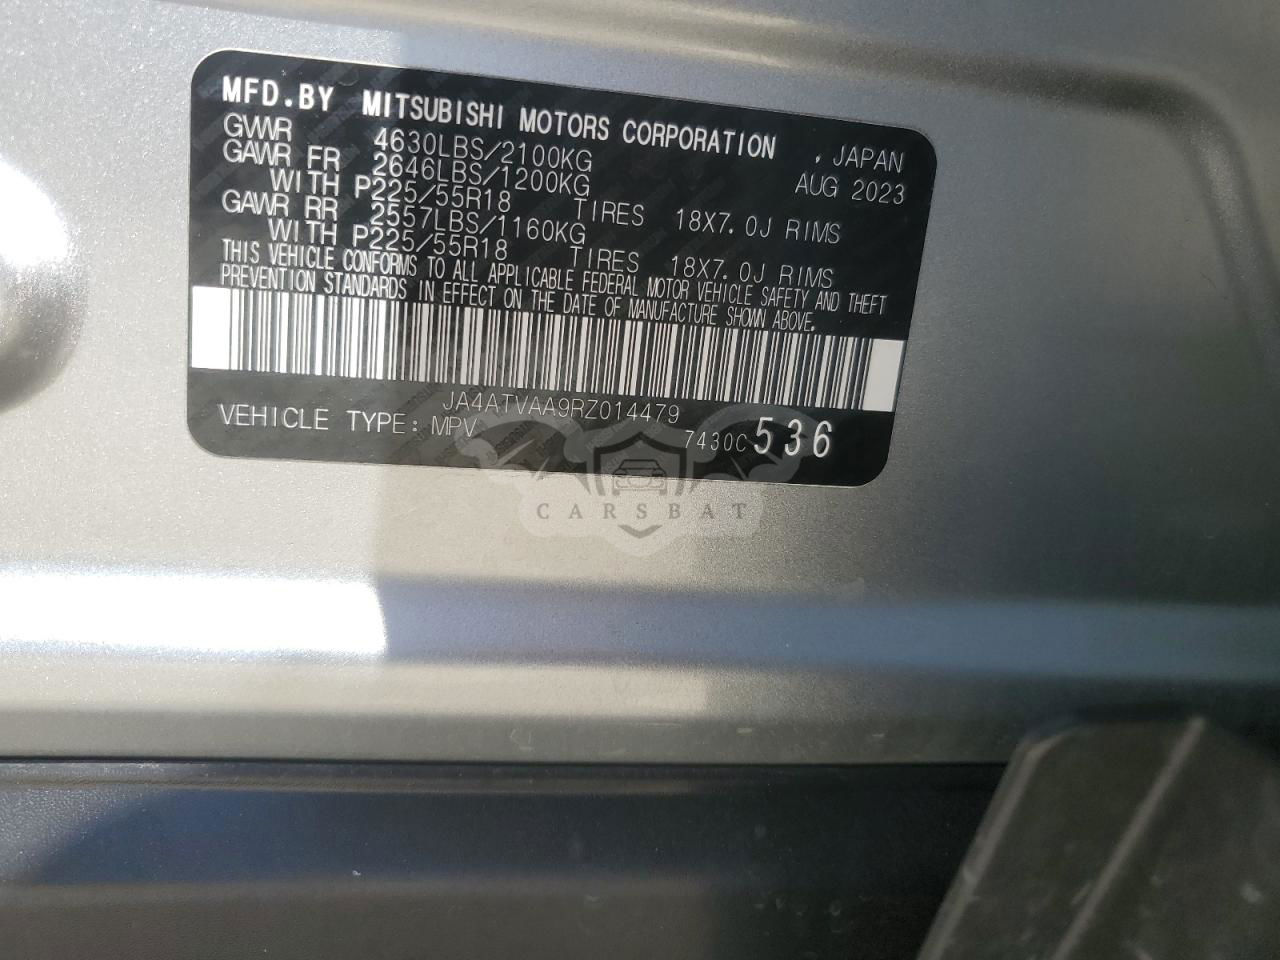 MFD.BY MITSUBISHI MOTORS CORPORATION , JAPAN
GVWR 4630LBS/2100KG AUG 2023
GAWR FR 2646LBS/1200KG
WITH P225/55R18 TIRES 18X7.0J RIMS
GAWR RR 2557LBS/1160KG
WITH P225/55R18 TIRES 18X7.0J RIMS
THIS VEHICLE CONFORMS TO ALL APPLICABLE FEDERAL MOTOR VEHICLE SAFETY AND THEFT
PREVENTION STANDARDS IN EFFECT ON THE DATE OF MANUFACTURE SHOWN ABOVE.
JA4ATVAA9RZ014479
VEHICLE TYPE: MPV 7430C 536
CARSBAT